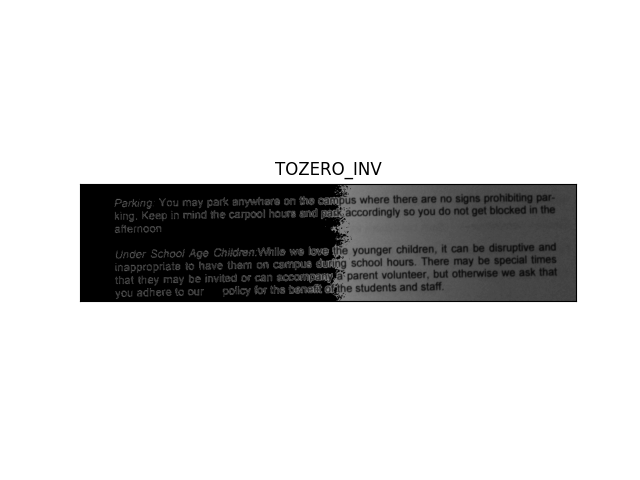 TOZERO_INV
Parking You may park anywhere on the campus where there are no signs prohibiting par-
king. Keep in mind the carpool hours and park accordingly so you do not get blocked in the
afternoon
Under School Age Children:While we love the younger children, it can be disruptive and
inappropriate to have them on campus during school hours. There may be special times
that they may be invited or can accompany a parent volunteer, but otherwise we ask that
you adhere to our policy for the benefit of the students and staff.